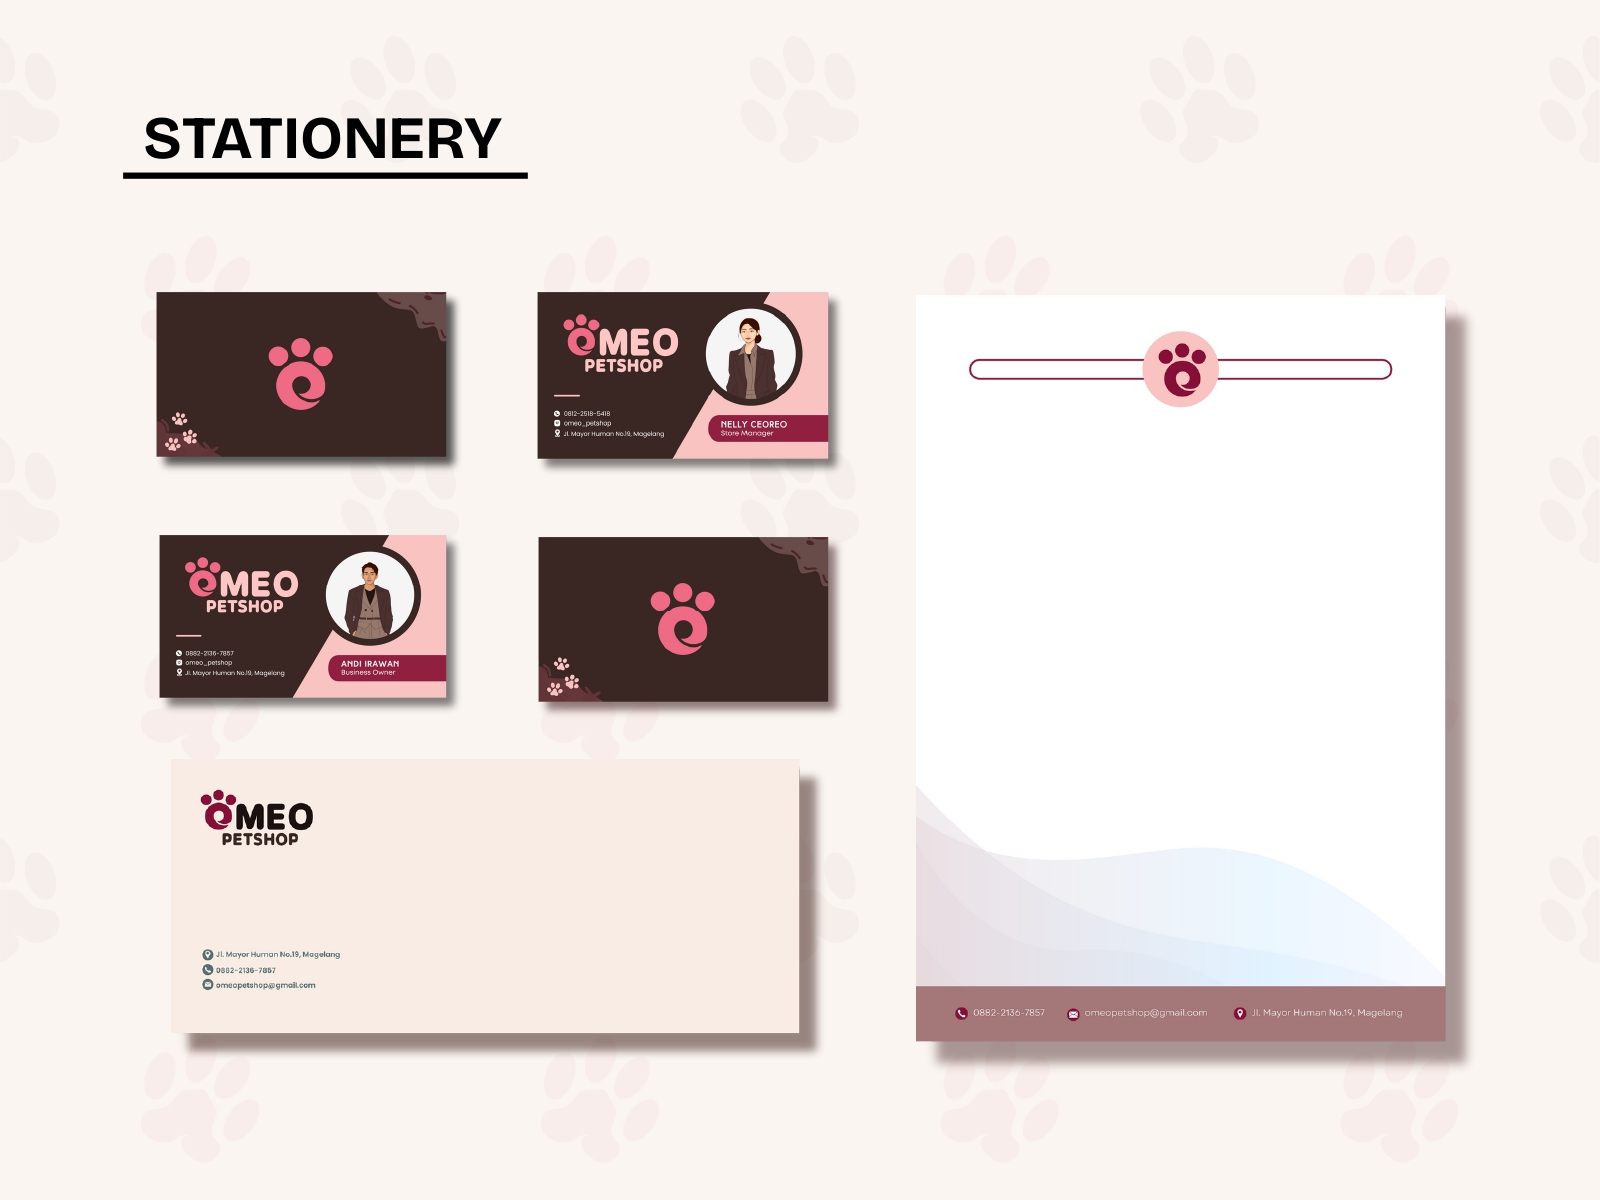 STATIONERY
OMEO
PETSHOP
0812-2518-5418
omeo_petshop
Jl. Mayor Human No.19, Magelang
NELLY CEOREO
Store Manager
OMEO
PETSHOP
0882-2136-7857
omeo_petshop
Jl. Mayor Human No.19, Magelang
ANDI IRAWAN
Business Owner
OMEO
PETSHOP
Jl. Mayor Human No.19, Magelang
0882-2136-7857
omeopetshop@gmail.com
0882-2136-7857 omeopetshop@gmail.com Jl. Mayor Human No.19, Magelang